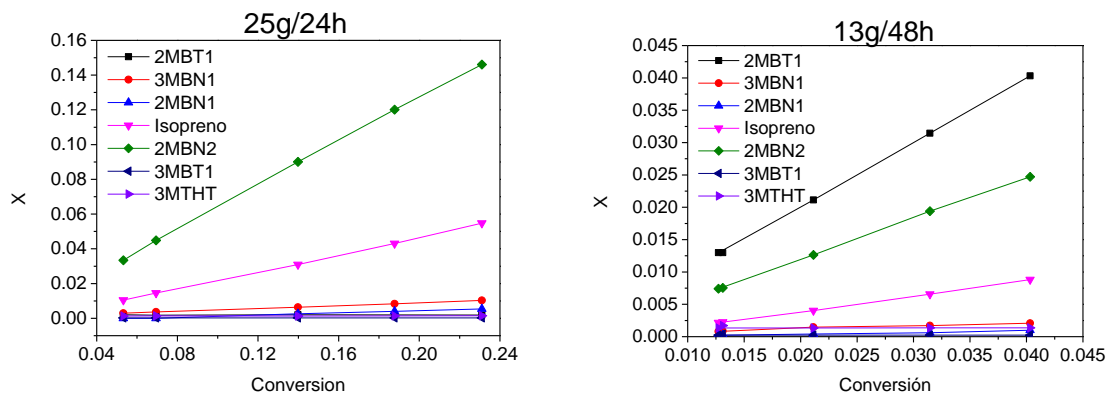 25g/24h
0.16
0.14
0.12
0.10
0.08
0.06
0.04
0.02
0.00
X
2MBT1
3MBN1
2MBN1
Isopreno
2MBN2
3MBT1
3MTHT
0.04
0.08
0.12
0.16
0.20
0.24
Conversion
13g/48h
0.045
0.040
0.035
0.030
0.025
0.020
0.015
0.010
0.005
0.000
X
2MBT1
3MBN1
2MBN1
Isopreno
2MBN2
3MBT1
3MTHT
0.010
0.015
0.020
0.025
0.030
0.035
0.040
0.045
Conversión